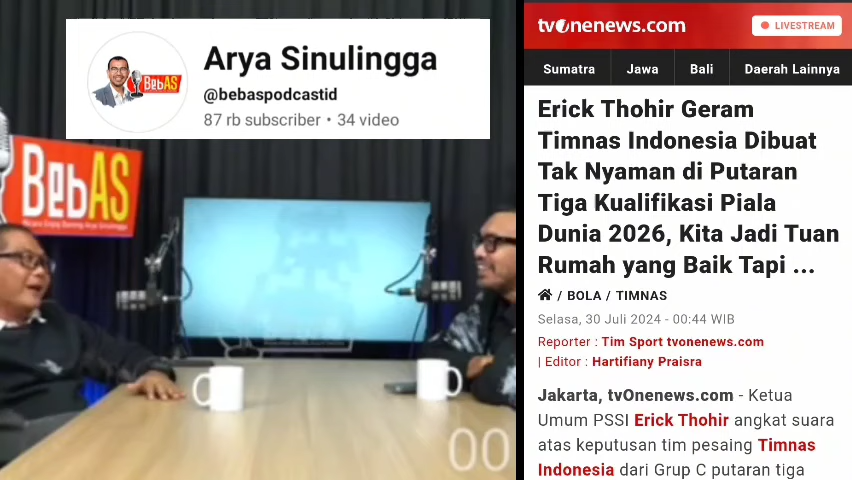 Arya Sinulingga
@bebaspodcastid
87 rb subscriber • 34 video
BebAS
BebAS
00
tvOnenews.com
LIVESTREAM
Sumatra
Jawa
Bali
Daerah Lainnya
Erick Thohir Geram
Timnas Indonesia Dibuat
Tak Nyaman di Putaran
Tiga Kualifikasi Piala
Dunia 2026, Kita Jadi Tuan
Rumah yang Baik Tapi ...
/ BOLA / TIMNAS
Selasa, 30 Juli 2024 - 00:44 WIB
Reporter : Tim Sport tvonenews.com
| Editor : Hartifiany Praisra
Jakarta, tvOnenews.com - Ketua
Umum PSSI Erick Thohir angkat suara
atas keputusan tim pesaing Timnas
Indonesia dari Grup C putaran tiga